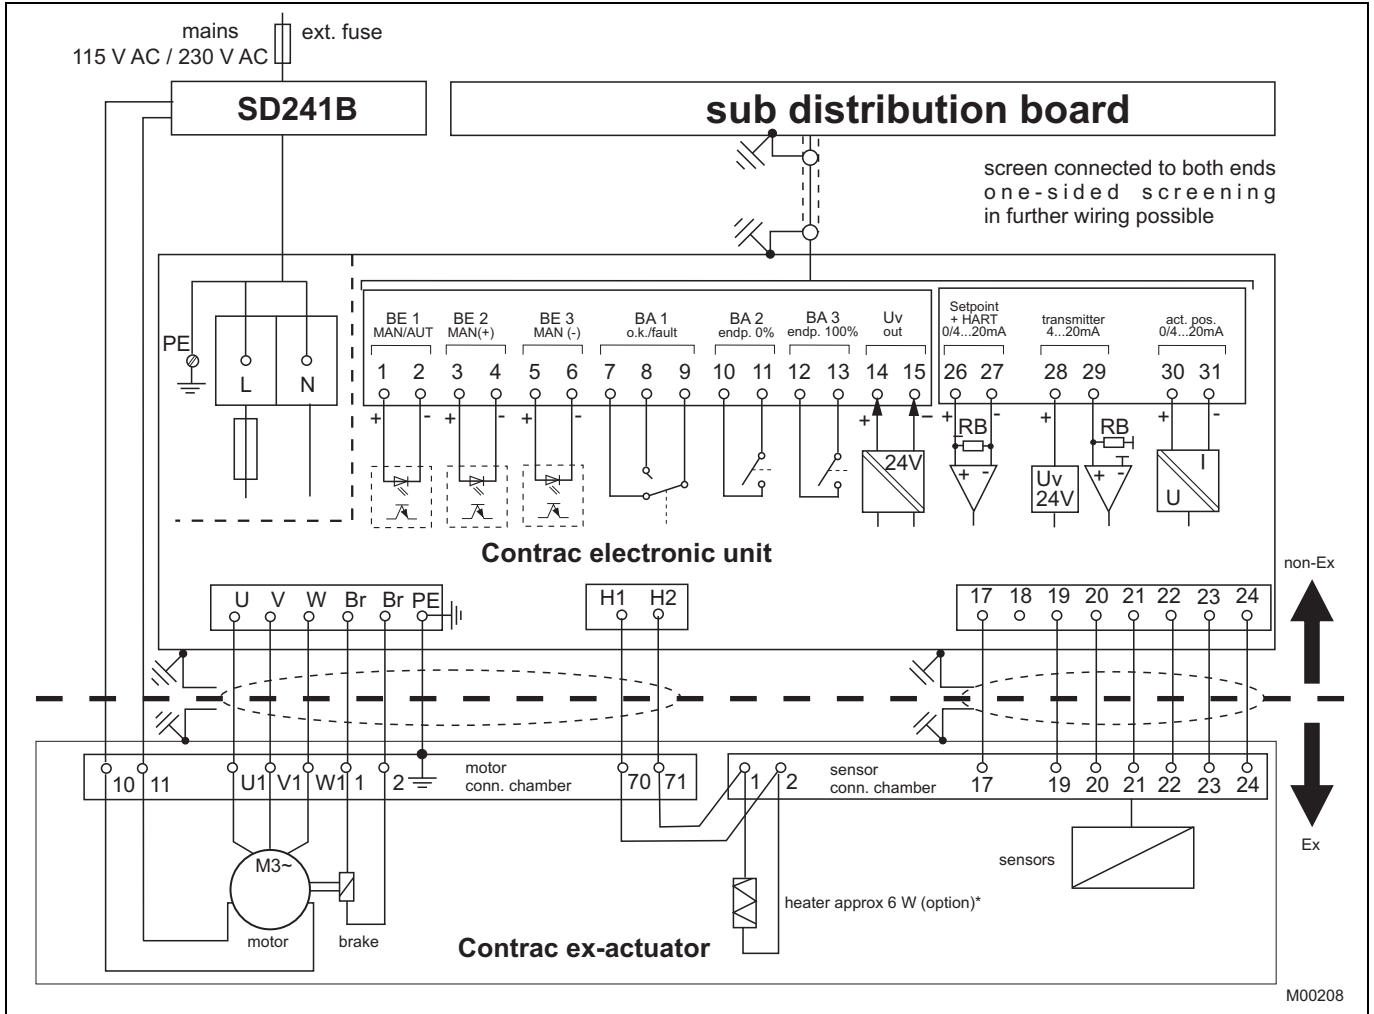 mains
ext. fuse
115 V AC / 230 V AC
SD241B
sub distribution board
screen connected to both ends
one-sided screening
in further wiring possible
PE
L N
BE 1 BE 2 BE 3 BA 1 BA 2 BA 3 Uv
MAN/AUT MAN(+) MAN (-) o.k./fault endp. 0% endp. 100% out
Setpoint
+ HART
0/4...20mA
transmitter
4...20mA
act. pos.
0/4...20mA
1 2 3 4 5 6 7 8 9 10 11 12 13 14 15 26 27 28 29 30 31
+ - + - + - + - + - + + -
RB RB
24V
+ - + -
Uv
24V
I
U
Contrac electronic unit
non-Ex
U V W Br Br PE
H1 H2
17 18 19 20 21 22 23 24
10 11 U1 V1 W1 1 2
motor
conn. chamber
70 71
1 2
sensor
conn. chamber
17 19 20 21 22 23 24
Ex
M3~
motor
brake
heater approx 6 W (option)*
sensors
Contrac ex-actuator
M00208